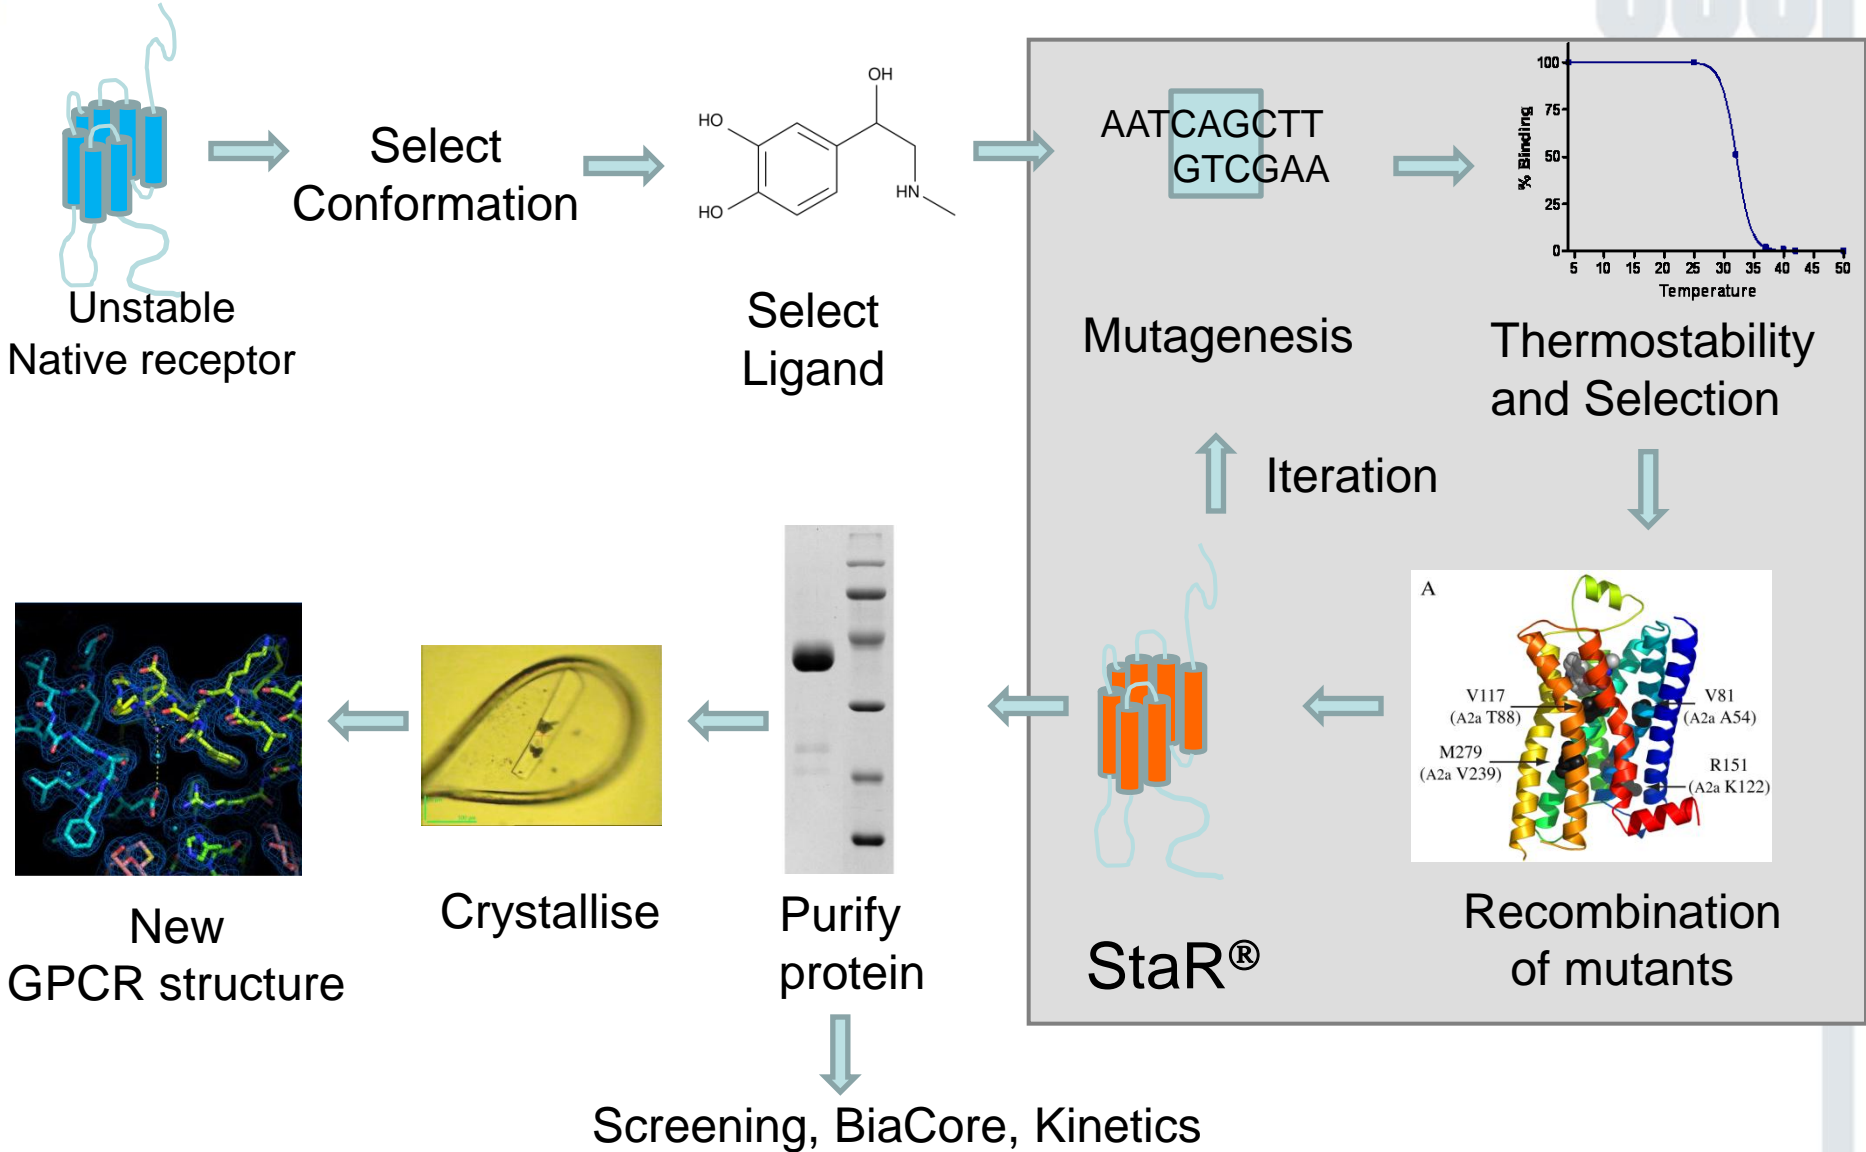 Unstable
Native receptor
Select
Conformation
OH
HO
HO
HN
Select
Ligand
AATCAGCTT
GTCGAA
Mutagenesis
100
75
50
25
0
% Binding
5 10 15 20 25 30 35 40 45 50
Temperature
Thermostability
and Selection
Iteration
A
V117
(A2a T88)
M279
(A2a V239)
V81
(A2a A54)
R151
(A2a K122)
Recombination
of mutants
StaR®
Purify
protein
Crystallise
New
GPCR structure
Screening, BiaCore, Kinetics